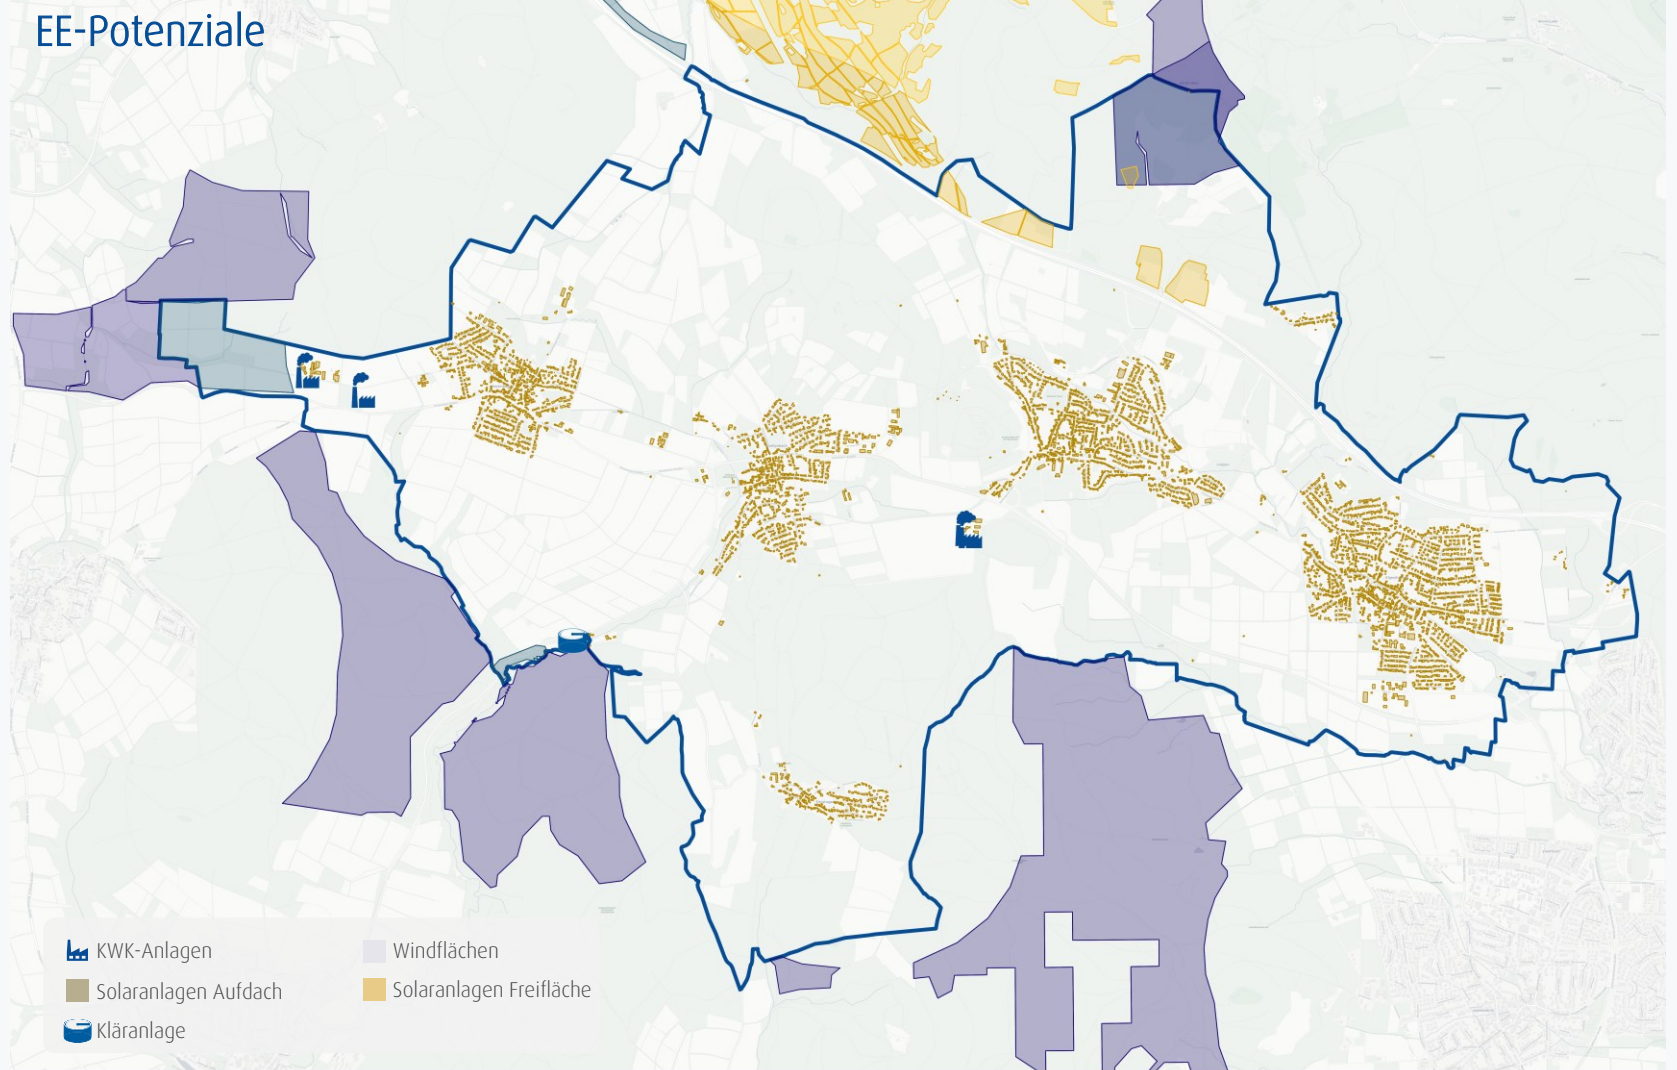 EE-Potenziale
KWK-Anlagen
Windflächen
Solaranlagen Aufdach
Solaranlagen Freifläche
Kläranlage